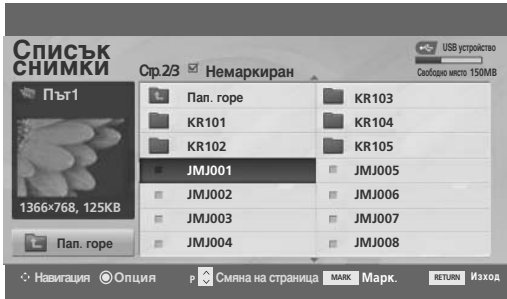 Списък
снимки
Стр.2/3 Немаркиран
USB устройство
Свободно място 150MB
Път1
1366×768, 125KB
Пап. горе
Пап. горе
KR101
KR102
JMJ001
JMJ002
JMJ003
JMJ004
KR103
KR104
KR105
JMJ005
JMJ006
JMJ007
JMJ008
Навигация Опция P Смяна на страница MARK Марк. RETURN Изход